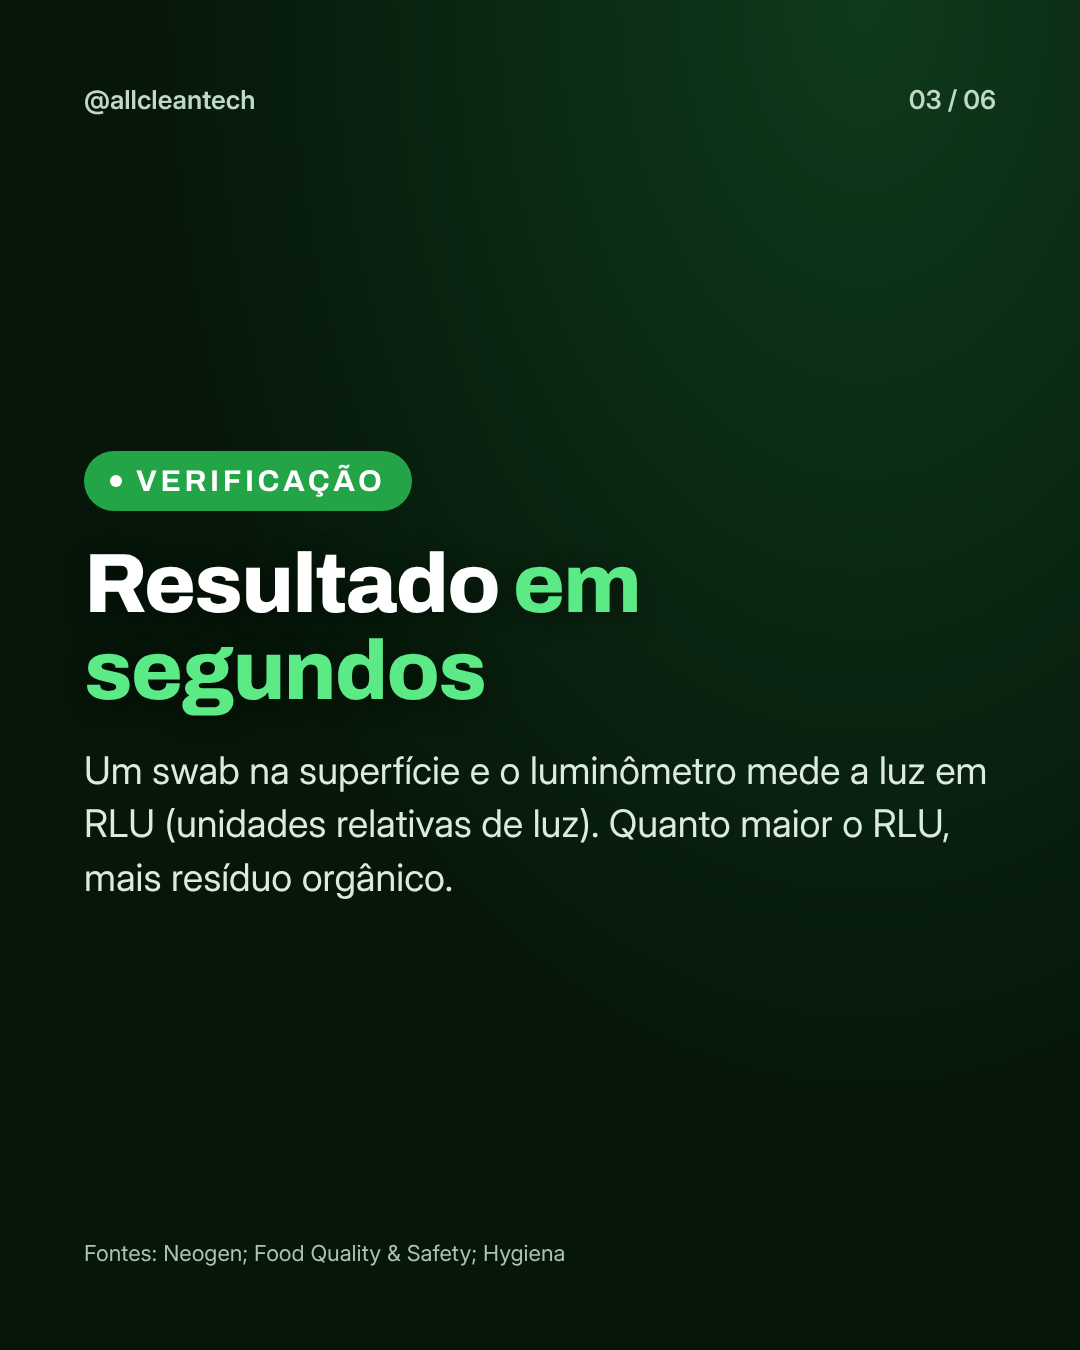 @allcleantech
03 / 06
• VERIFICAÇÃO
Resultado em
segundos
Um swab na superfície e o luminômetro mede a luz em
RLU (unidades relativas de luz). Quanto maior o RLU,
mais resíduo orgânico.
Fontes: Neogen; Food Quality & Safety; Hygiena